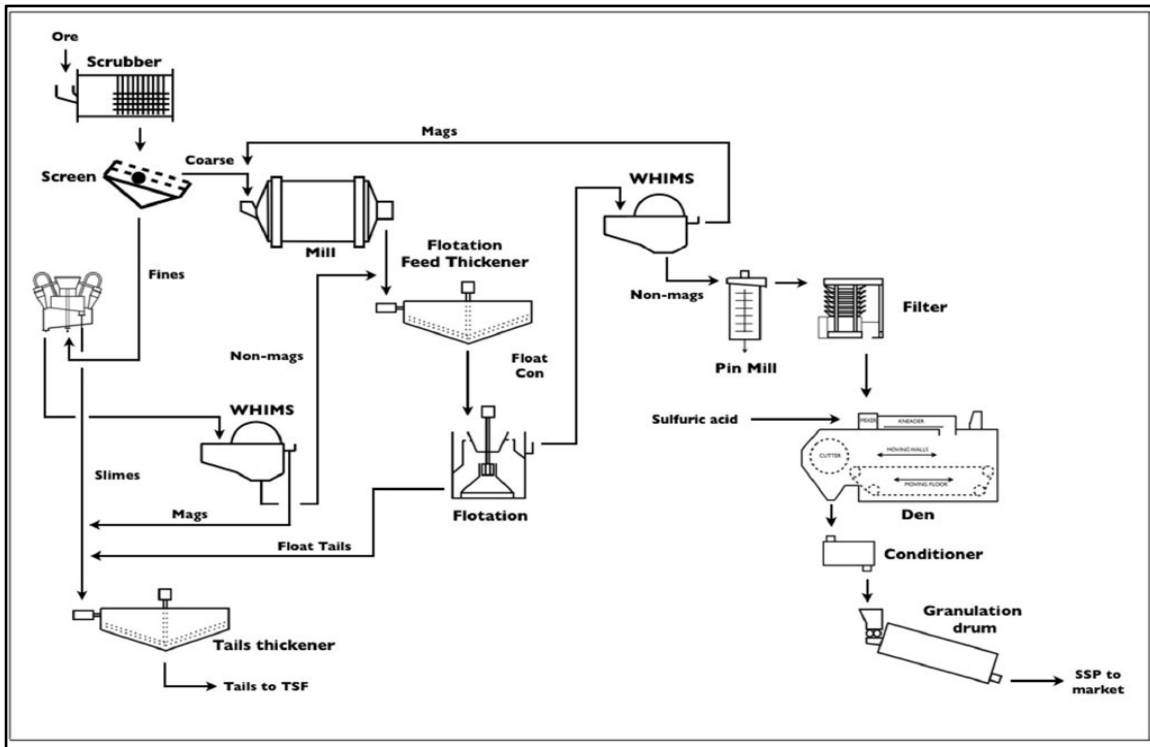 Ore
Scrubber
Mags
Screen
Coarse
WHIMS
Mill
Fines
Flotation
Feed Thickener
Non-mags
Filter
Non-mags
Float
Con
Pin Mill
WHIMS
Sulfuric acid
MIXER
KNEADER
CUTTER
MOVING WALLS
MOVING FLOOR
Slimes
Mags
Flotation
Den
Float Tails
Conditioner
Granulation
drum
Tails thickener
Tails to TSF
SSP to
market